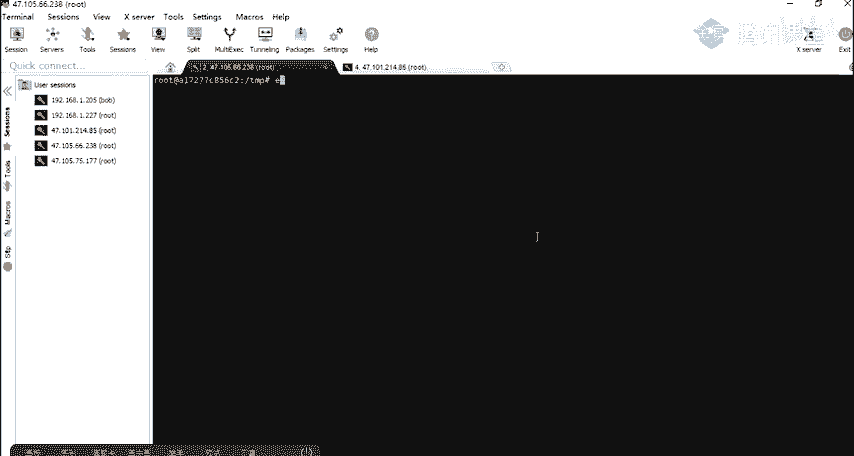 47.105.66.238 (root)
Terminal Sessions View X server Tools Settings Macros Help
Session Servers Tools Sessions View Split MultiExec Tunneling Packages Settings Help X server Exit
Quick connect...
2. 47.105.66.238 (root)
4. 47.101.214.85 (root)
root@a17277c856c2:/tmp# e
User sessions
192.168.1.205 (bob)
192.168.1.227 (root)
47.101.214.85 (root)
47.105.66.238 (root)
47.105.75.177 (root)
Sessions
Tools
Macros
Sftp